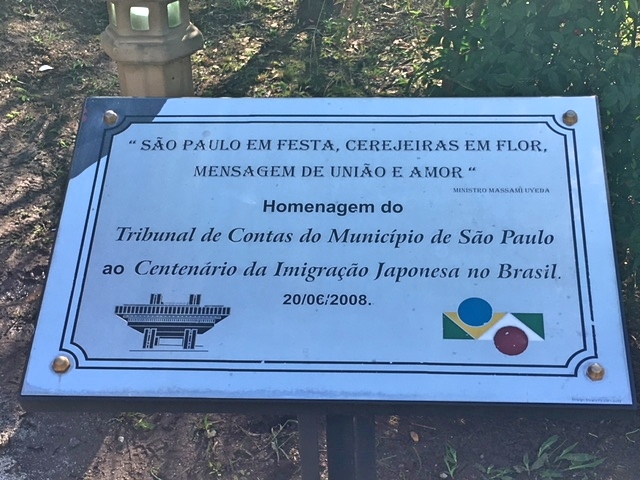 “ SÃO PAULO EM FESTA, CEREJEIRAS EM FLOR,
MENSAGEM DE UNIÃO E AMOR “
MINISTRO MASSAMI UYEDA
Homenagem do
Tribunal de Contas do Município de São Paulo
ao Centenário da Imigração Japonesa no Brasil.
20/06/2008.